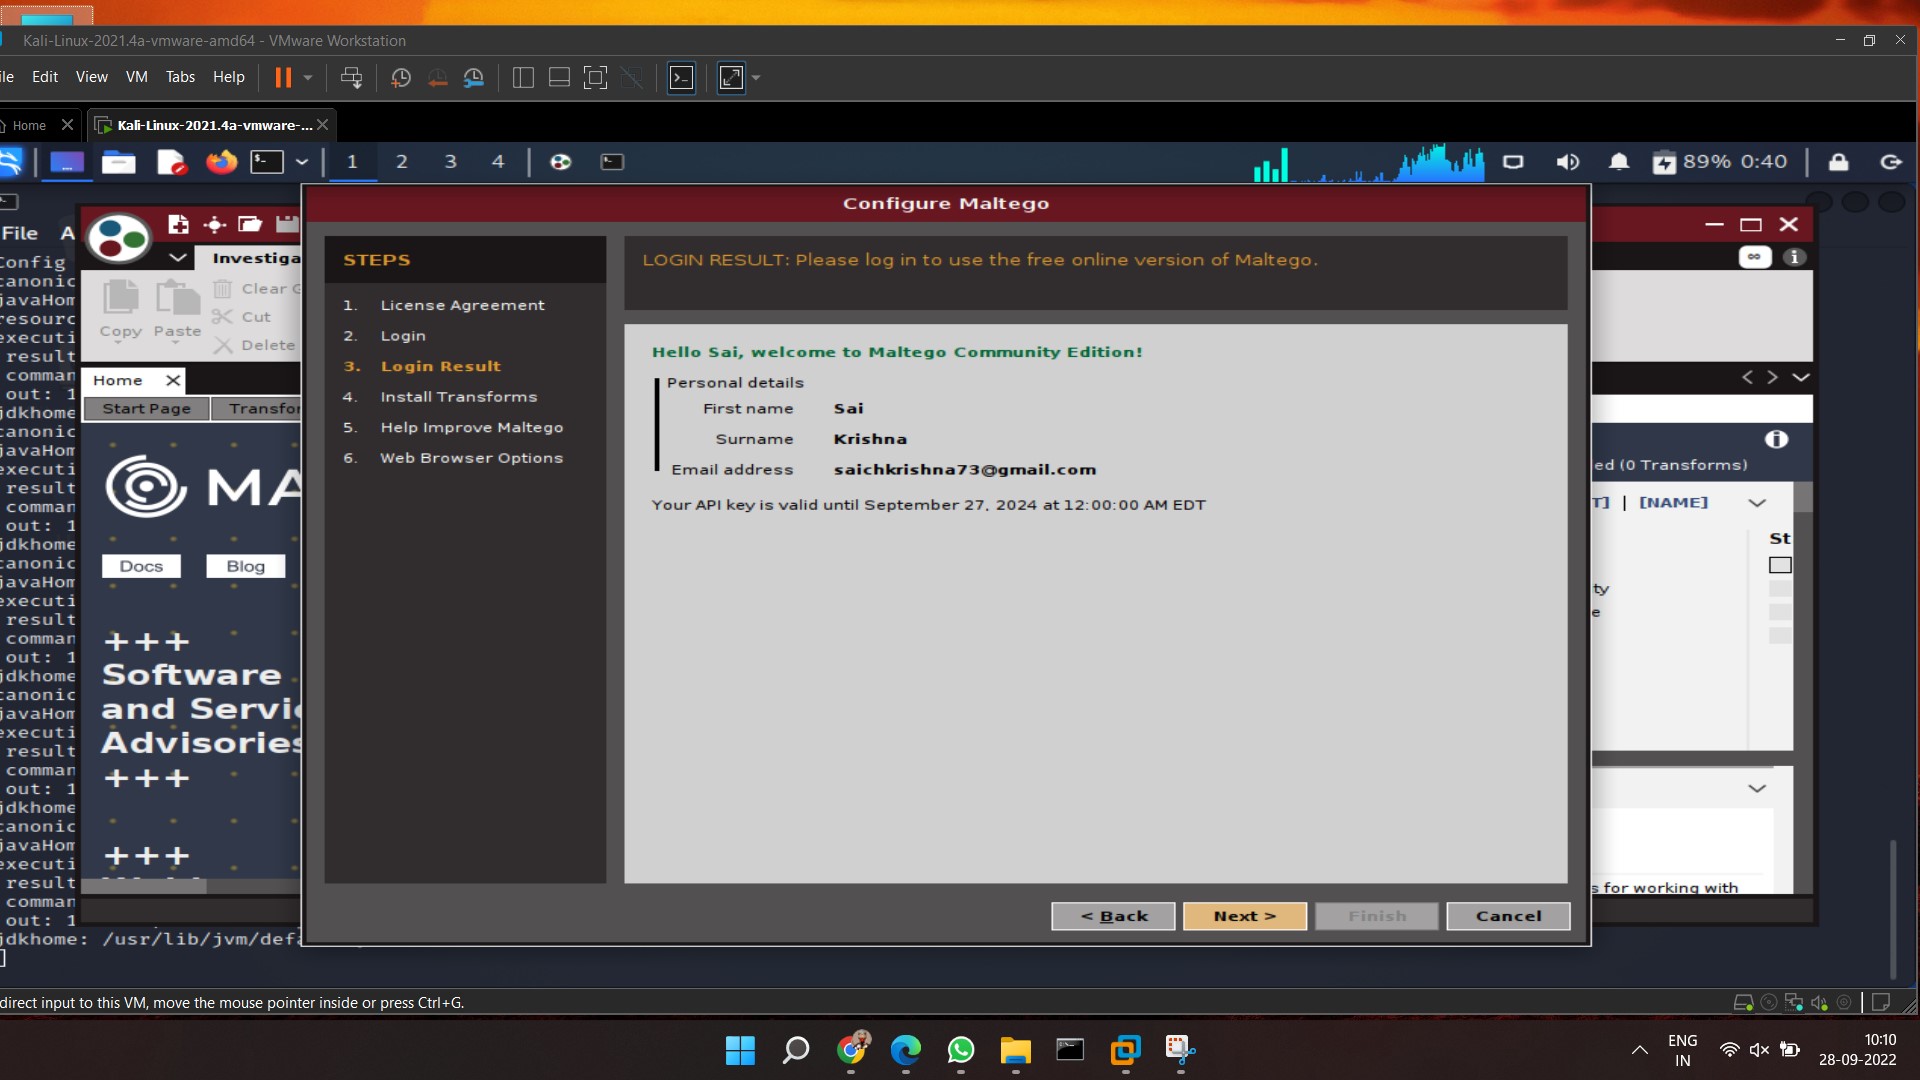 Kali-Linux-2021.4a-vmware-amd64 - VMware Workstation
ile Edit View VM Tabs Help
Home
Kali-Linux-2021.4a-vmware-...
1 2 3 4
89% 0:40
Configure Maltego
File A
Investiga
Clear
Copy Paste
Cut
Delete
Home
Start Page
Transfor
MA
Docs
Blog
+++
Software
and Servic
Advisories
+++
+++
Config
canonic
javaHom
resourc
executi
result
comman
out: 1
jdkhome
canonic
javaHom
executi
result
comman
out: 1
jdkhome
canonic
javaHom
executi
result
comman
out: 1
jdkhome
canonic
javaHom
executi
result
comman
out: 1
jdkhome
canonic
javaHom
executi
result
comman
out: 1
jdkhome: /usr/lib/jvm/defa
STEPS
1. License Agreement
2. Login
3. Login Result
4. Install Transforms
5. Help Improve Maltego
6. Web Browser Options
LOGIN RESULT: Please log in to use the free online version of Maltego.
Hello Sai, welcome to Maltego Community Edition!
Personal details
First name Sai
Surname Krishna
Email address saichkrishna73@gmail.com
Your API key is valid until September 27, 2024 at 12:00:00 AM EDT
< Back
Next >
Finish
Cancel
ed (0 Transforms)
T] | [NAME]
St
ty
e
s for working with
direct input to this VM, move the mouse pointer inside or press Ctrl+G.
ENG
IN
10:10
28-09-2022